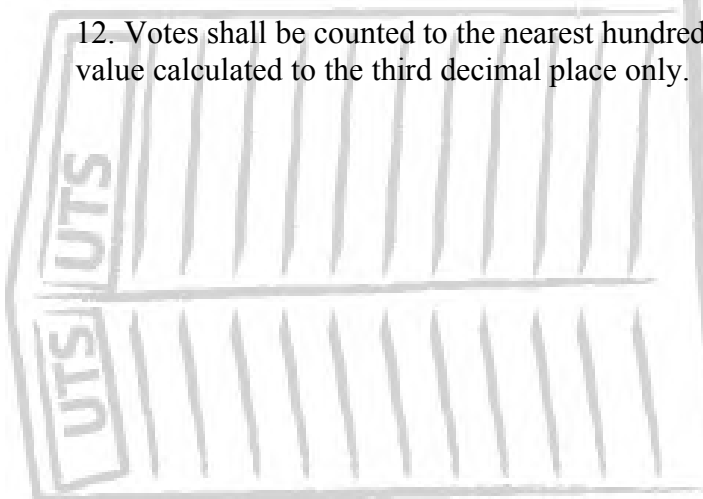 12. Votes shall be counted to the nearest hundred
value calculated to the third decimal place only.
UTS
UTS